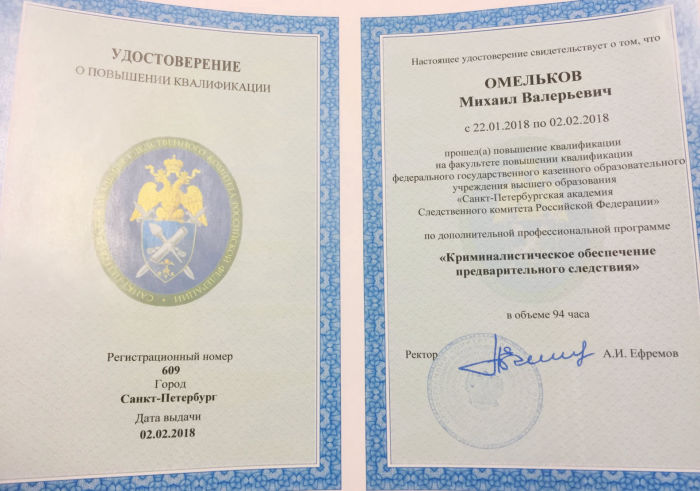 УДОСТОВЕРЕНИЕ
О ПОВЫШЕНИИ КВАЛИФИКАЦИИ
Регистрационный номер
609
Город
Санкт-Петербург
Дата выдачи
02.02.2018
Настоящее удостоверение свидетельствует о том, что
ОМЕЛЬКОВ
Михаил Валерьевич
с 22.01.2018 по 02.02.2018
прошел(а) повышение квалификации
на факультете повышении квалификации
федерального государственного казенного образовательного
учреждения высшего образования
«Санкт-Петербургская академия
Следственного комитета Российской Федерации»
по дополнительной профессиональной программе
«Криминалистическое обеспечение
предварительного следствия»
в объеме 94 часа
Ректор
А.И. Ефремов